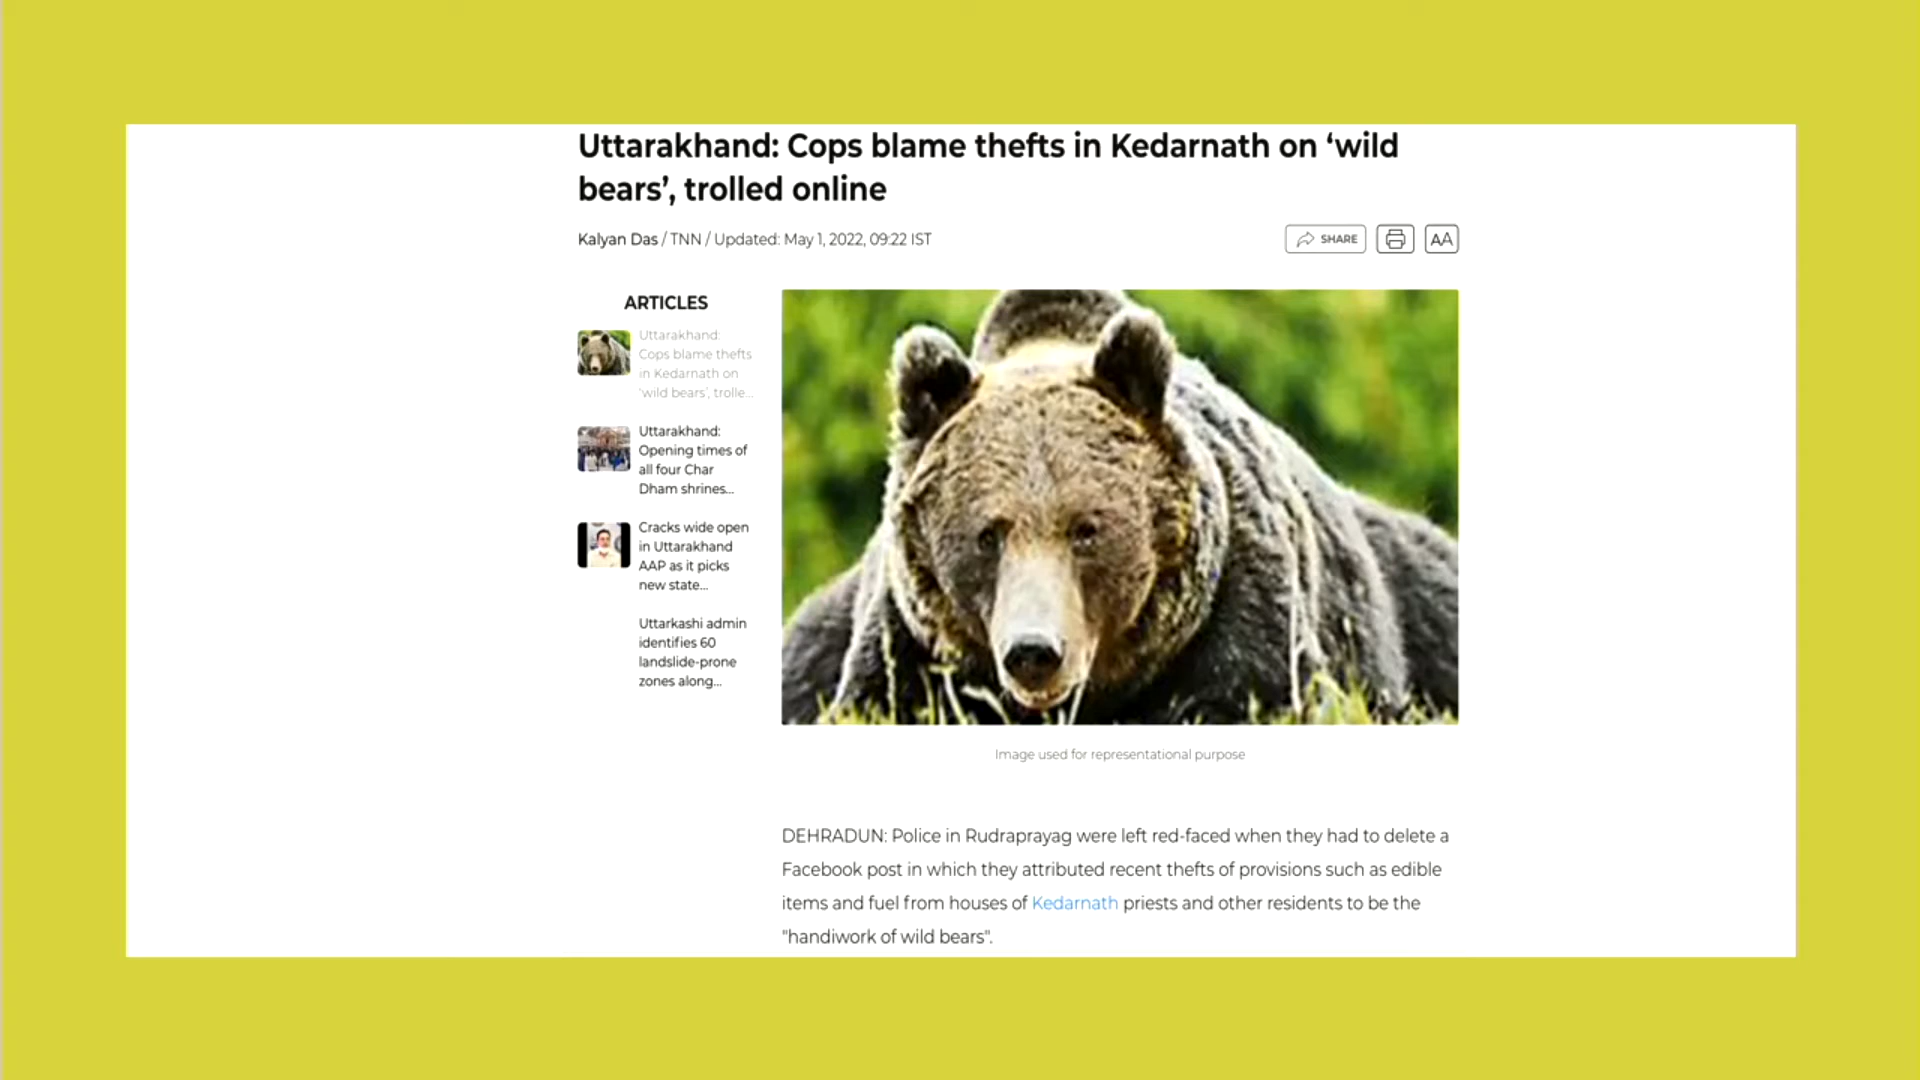 Uttarakhand: Cops blame thefts in Kedarnath on ‘wild
bears’, trolled online
Kalyan Das / TNN / Updated: May 1, 2022, 09:22 IST
SHARE
AA
ARTICLES
Uttarakhand:
Cops blame thefts
in Kedarnath on
‘wild bears’, trolle...
Uttarakhand:
Opening times of
all four Char
Dham shrines...
Cracks wide open
in Uttarakhand
AAP as it picks
new state...
Uttarkashi admin
identifies 60
landslide-prone
zones along...
Image used for representational purpose
DEHRADUN: Police in Rudraprayag were left red-faced when they had to delete a
Facebook post in which they attributed recent thefts of provisions such as edible
items and fuel from houses of Kedarnath priests and other residents to be the
"handiwork of wild bears".